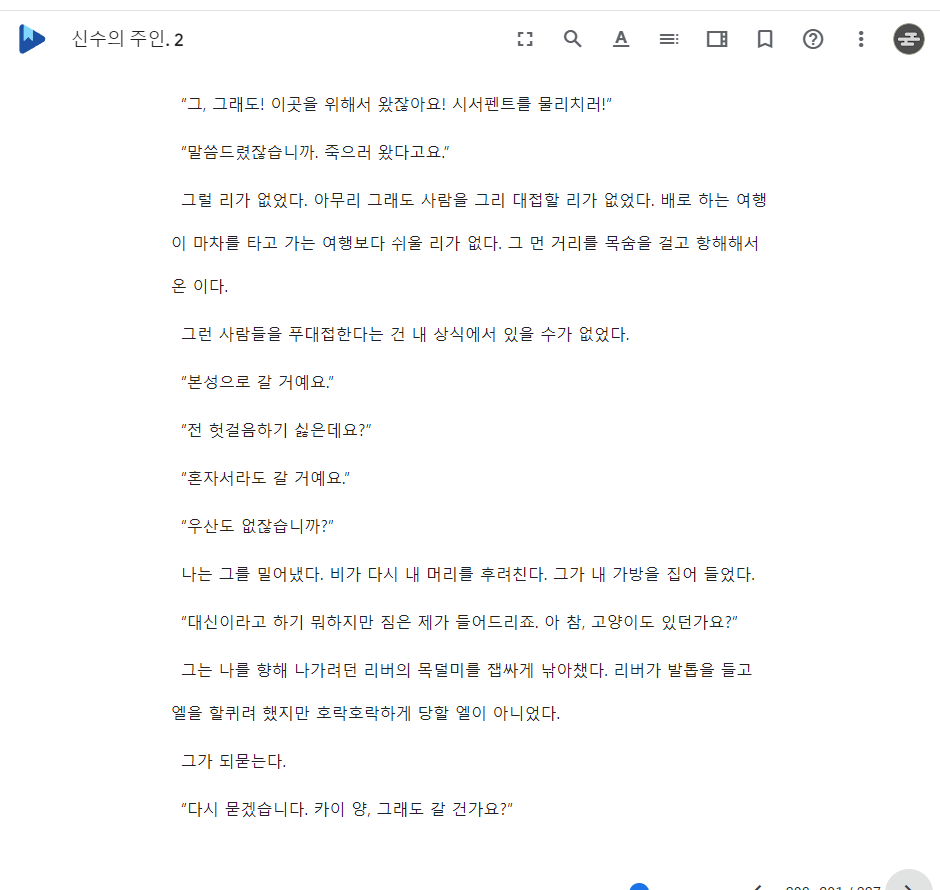 신수의 주인. 2
“그, 그래도! 이곳을 위해서 왔잖아요! 시서펜트를 물리치러!”
“말씀드렸잖습니까. 죽으러 왔다고요.”
그럴 리가 없었다. 아무리 그래도 사람을 그리 대접할 리가 없었다. 배로 하는 여행
이 마차를 타고 가는 여행보다 쉬울 리가 없다. 그 먼 거리를 목숨을 걸고 항해해서
온 이다.
그런 사람들을 푸대접한다는 건 내 상식에서 있을 수가 없었다.
“본성으로 갈 거예요.”
“전 헛걸음하기 싫은데요?”
“혼자서라도 갈 거예요.”
“우산도 없잖습니까?”
나는 그를 밀어냈다. 비가 다시 내 머리를 후려친다. 그가 내 가방을 집어 들었다.
“대신이라고 하기 뭐하지만 짐은 제가 들어드리죠. 아 참, 고양이도 있던가요?”
그는 나를 향해 나가려던 리버의 목덜미를 잽싸게 낚아챘다. 리버가 발톱을 들고
엘을 할퀴려 했지만 호락호락하게 당할 엘이 아니었다.
그가 되묻는다.
“다시 묻겠습니다. 카이 양, 그래도 갈 건가요?”